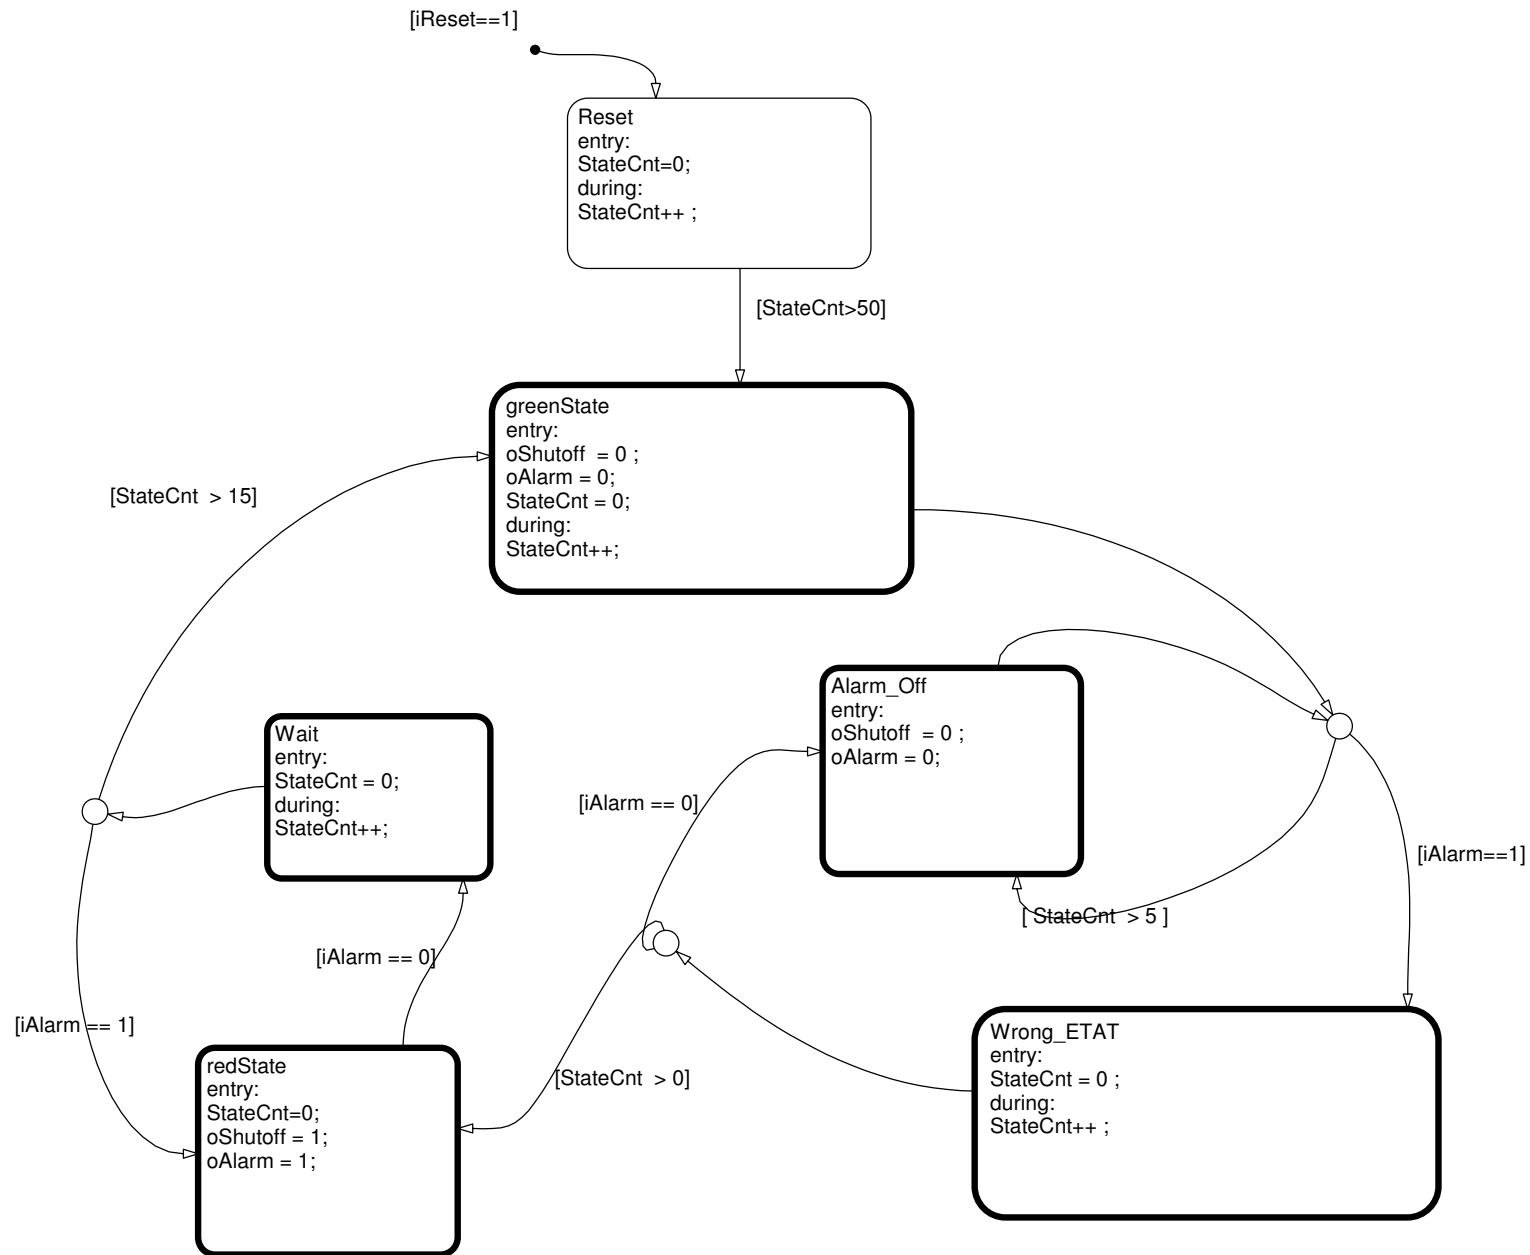 [iReset==1]
Reset
entry:
StateCnt=0;
during:
StateCnt++ ;
[StateCnt>50]
greenState
entry:
oShutoff  = 0 ;
oAlarm = 0;
StateCnt = 0;
during:
StateCnt++;
[StateCnt  > 15]
Alarm_Off
entry:
oShutoff  = 0 ;
oAlarm = 0;
Wait
entry:
StateCnt = 0;
during:
StateCnt++;
[iAlarm == 0]
[iAlarm==1]
[ StateCnt  > 5 ]
[iAlarm == 0]
[iAlarm == 1]
redState
entry:
StateCnt=0;
oShutoff = 1;
oAlarm = 1;
[StateCnt  > 0]
Wrong_ETAT
entry:
StateCnt = 0 ;
during:
StateCnt++ ;